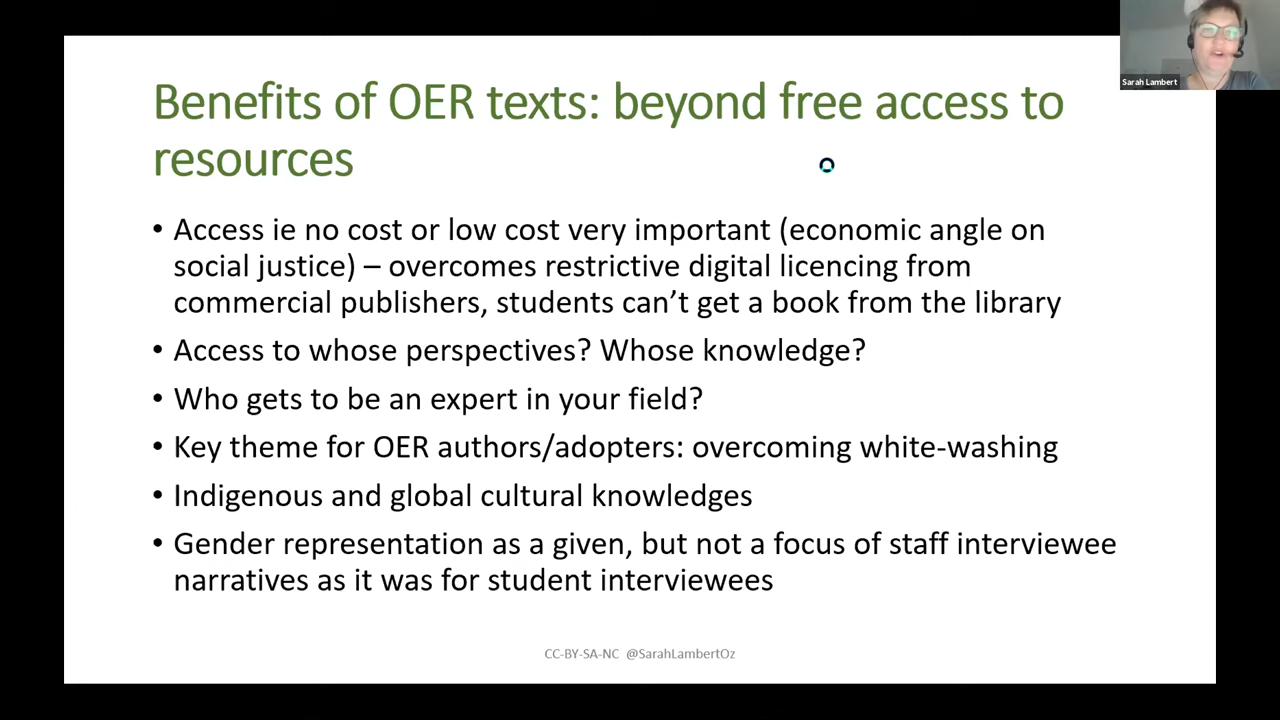 Sarah Lambert
Benefits of OER texts: beyond free access to
resources
• Access ie no cost or low cost very important (economic angle on
social justice) – overcomes restrictive digital licencing from
commercial publishers, students can’t get a book from the library
• Access to whose perspectives? Whose knowledge?
• Who gets to be an expert in your field?
• Key theme for OER authors/adopters: overcoming white-washing
• Indigenous and global cultural knowledges
• Gender representation as a given, but not a focus of staff interviewee
narratives as it was for student interviewees
CC-BY-SA-NC @SarahLambertOz